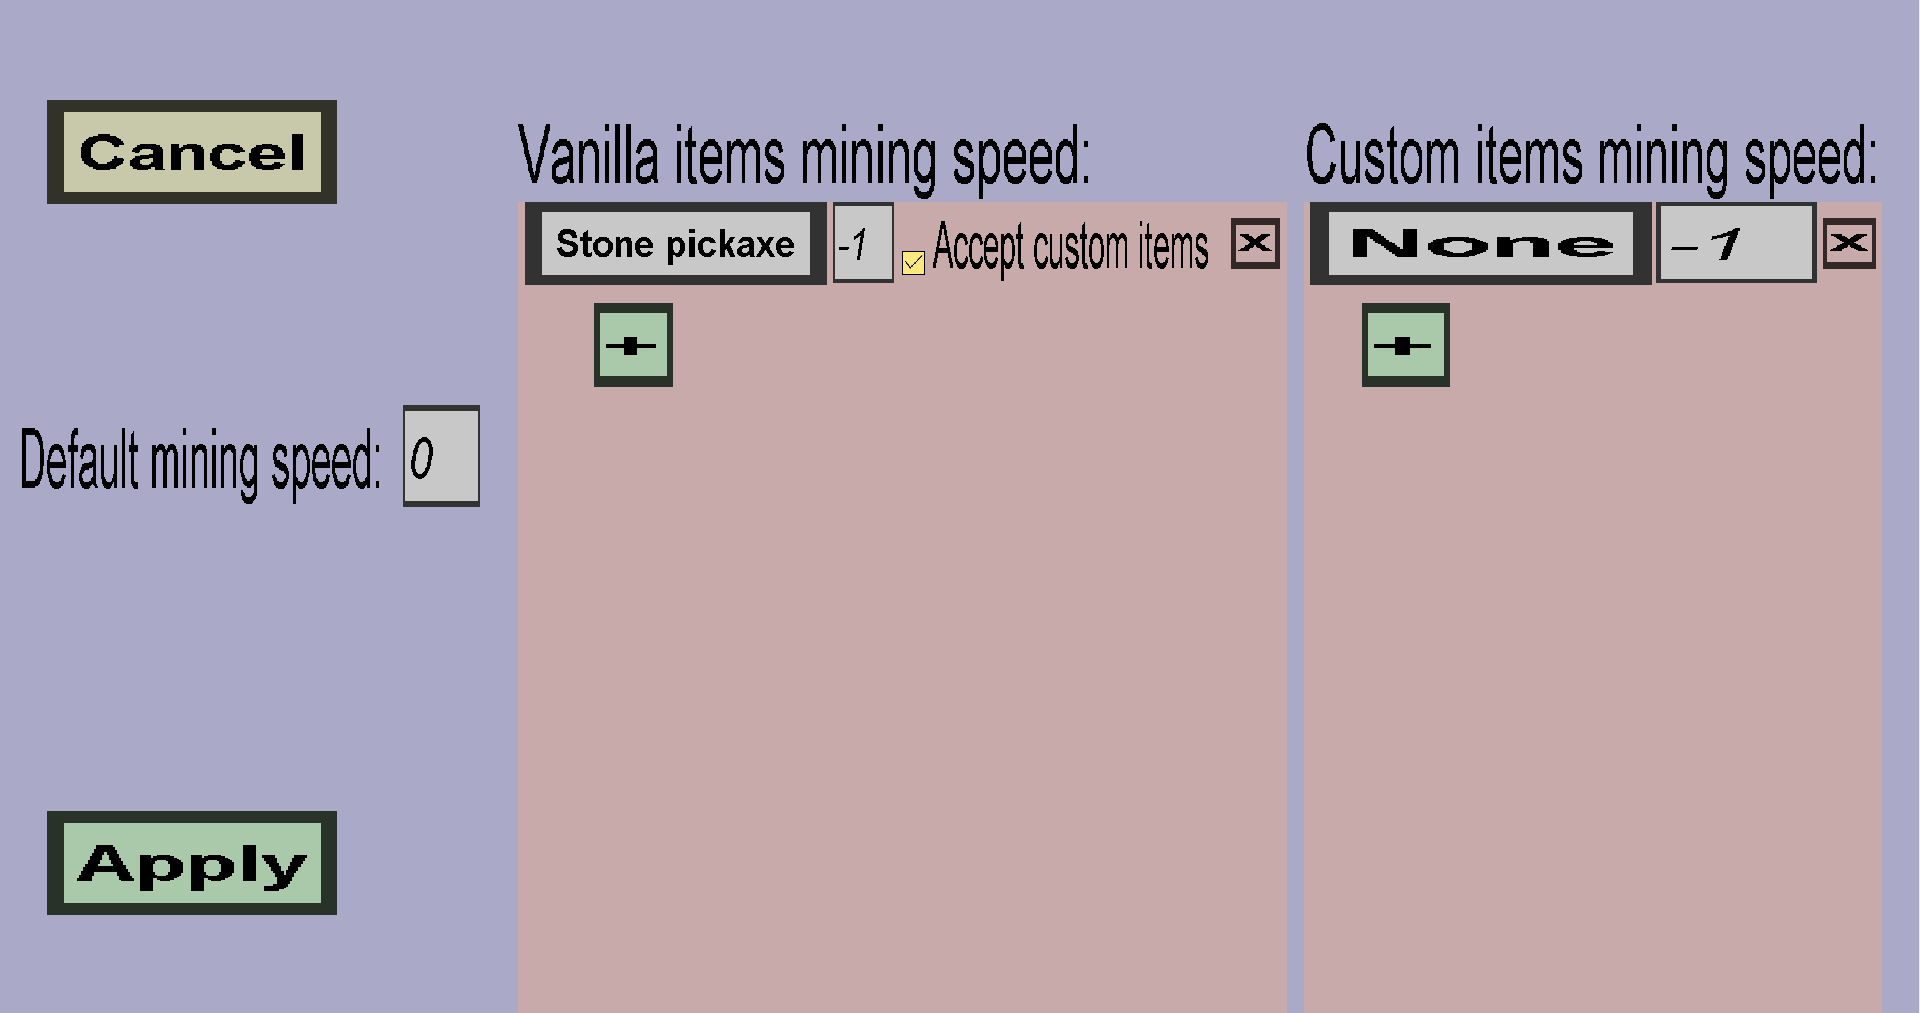 Cancel
Vanilla items mining speed:
Custom items mining speed:
Stone pickaxe
-1
Accept custom items
X
None
-1
X
+
+
Default mining speed:
0
Apply